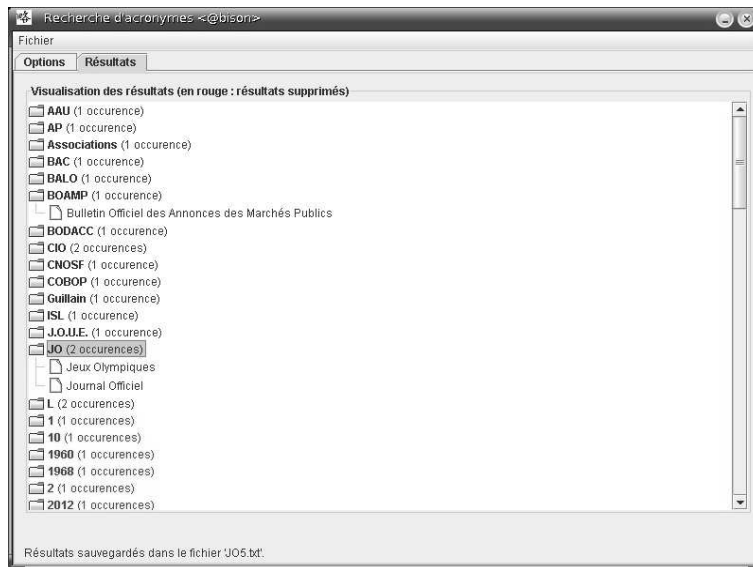 Recherche d'acronymes <@bison>
Fichier
Options Résultats
Visualisation des résultats (en rouge : résultats supprimés)
AAU (1 occurence)
AP (1 occurence)
Associations (1 occurence)
BAC (1 occurence)
BALO (1 occurence)
BOAMP (1 occurence)
Bulletin Officiel des Annonces des Marchés Publics
BODACC (1 occurence)
CIO (2 occurences)
CNOSF (1 occurence)
COBOP (1 occurence)
Guillain (1 occurence)
ISL (1 occurence)
J.O.U.E. (1 occurence)
JO (2 occurences)
Jeux Olympiques
Journal Officiel
L (2 occurences)
1 (1 occurences)
10 (1 occurences)
1960 (1 occurences)
1968 (1 occurences)
2 (1 occurences)
2012 (1 occurences)
Résultats sauvegardés dans le fichier 'JO5.txt'.